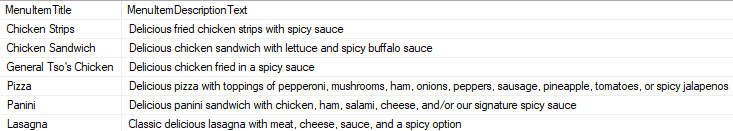 MenuItemTitle MenuItemDescriptionText
Chicken Strips Delicious fried chicken strips with spicy sauce
Chicken Sandwich Delicious chicken sandwich with lettuce and spicy buffalo sauce
General Tso's Chicken Delicious chicken fried in a spicy sauce
Pizza Delicious pizza with toppings of pepperoni, mushrooms, ham, onions, peppers, sausage, pineapple, tomatoes, or spicy jalapenos
Panini Delicious panini sandwich with chicken, ham, salami, cheese, and/or our signature spicy sauce
Lasagna Classic delicious lasagna with meat, cheese, sauce, and a spicy option